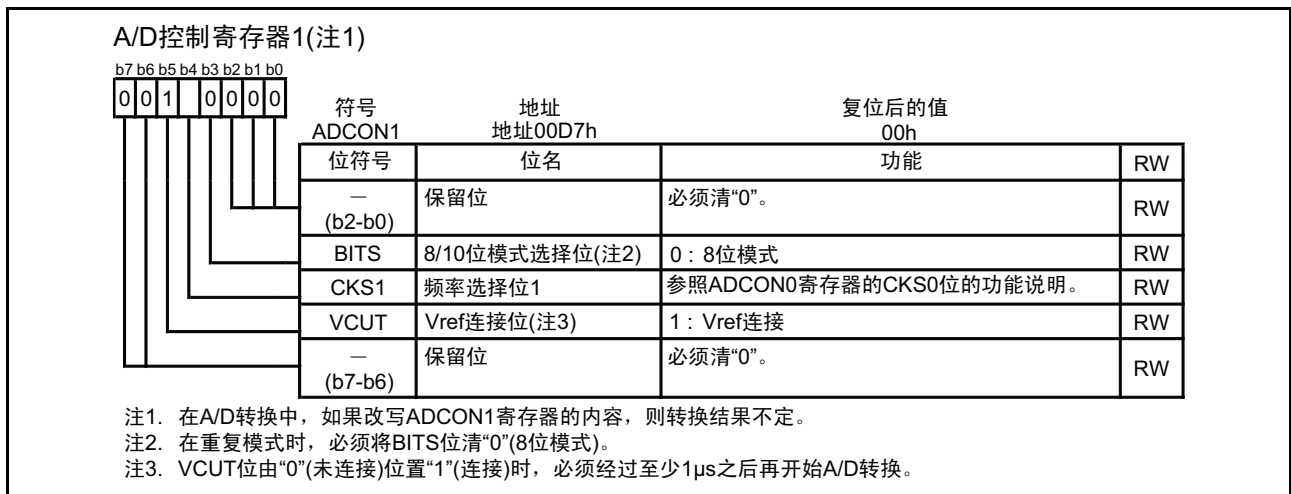 A/D控制寄存器1(注1)
b7 b6 b5 b4 b3 b2 b1 b0
0 0 1 0 0 0 0
符号 地址 复位后的值
ADCON1 地址00D7h 00h
位符号 位名 功能 RW
— (b2-b0) 保留位 必须清“0”。 RW
BITS 8/10位模式选择位(注2) 0：8位模式 RW
CKS1 频率选择位1 参照ADCON0寄存器的CKS0位的功能说明。 RW
VCUT Vref连接位(注3) 1：Vref连接 RW
— (b7-b6) 保留位 必须清“0”。 RW
注1. 在A/D转换中，如果改写ADCON1寄存器的内容，则转换结果不定。
注2. 在重复模式时，必须将BITS位清“0”(8位模式)。
注3. VCUT位由“0”(未连接)位置“1”(连接)时，必须经过至少1µs之后再开始A/D转换。